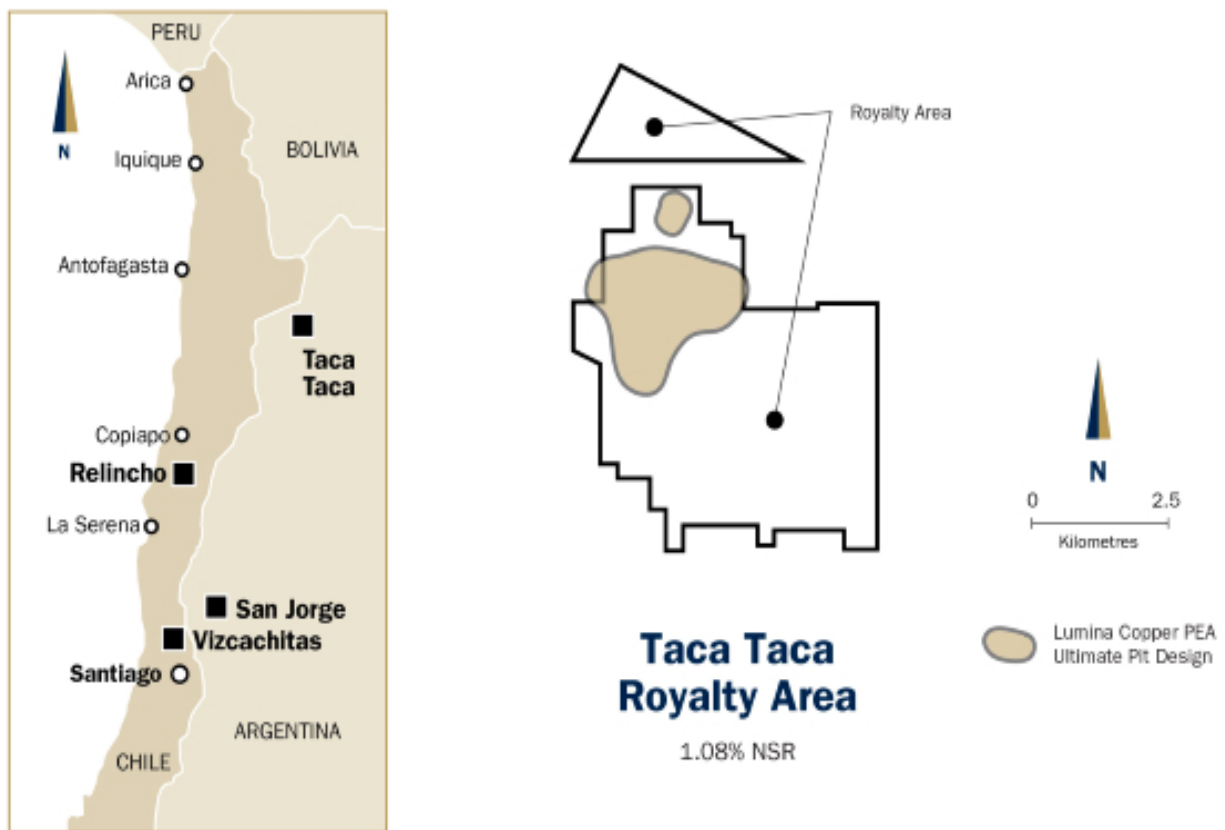 PERU
Arica
N
Iquique
BOLIVIA
Antofagasta
Taca
Taca
Copiapo
Relincho
La Serena
San Jorge
Vizcachitas
Santiago
ARGENTINA
CHILE
Royalty Area
N
0 2.5
Kilometres
Taca Taca
Royalty Area
1.08% NSR
Lumina Copper PEA
Ultimate Pit Design